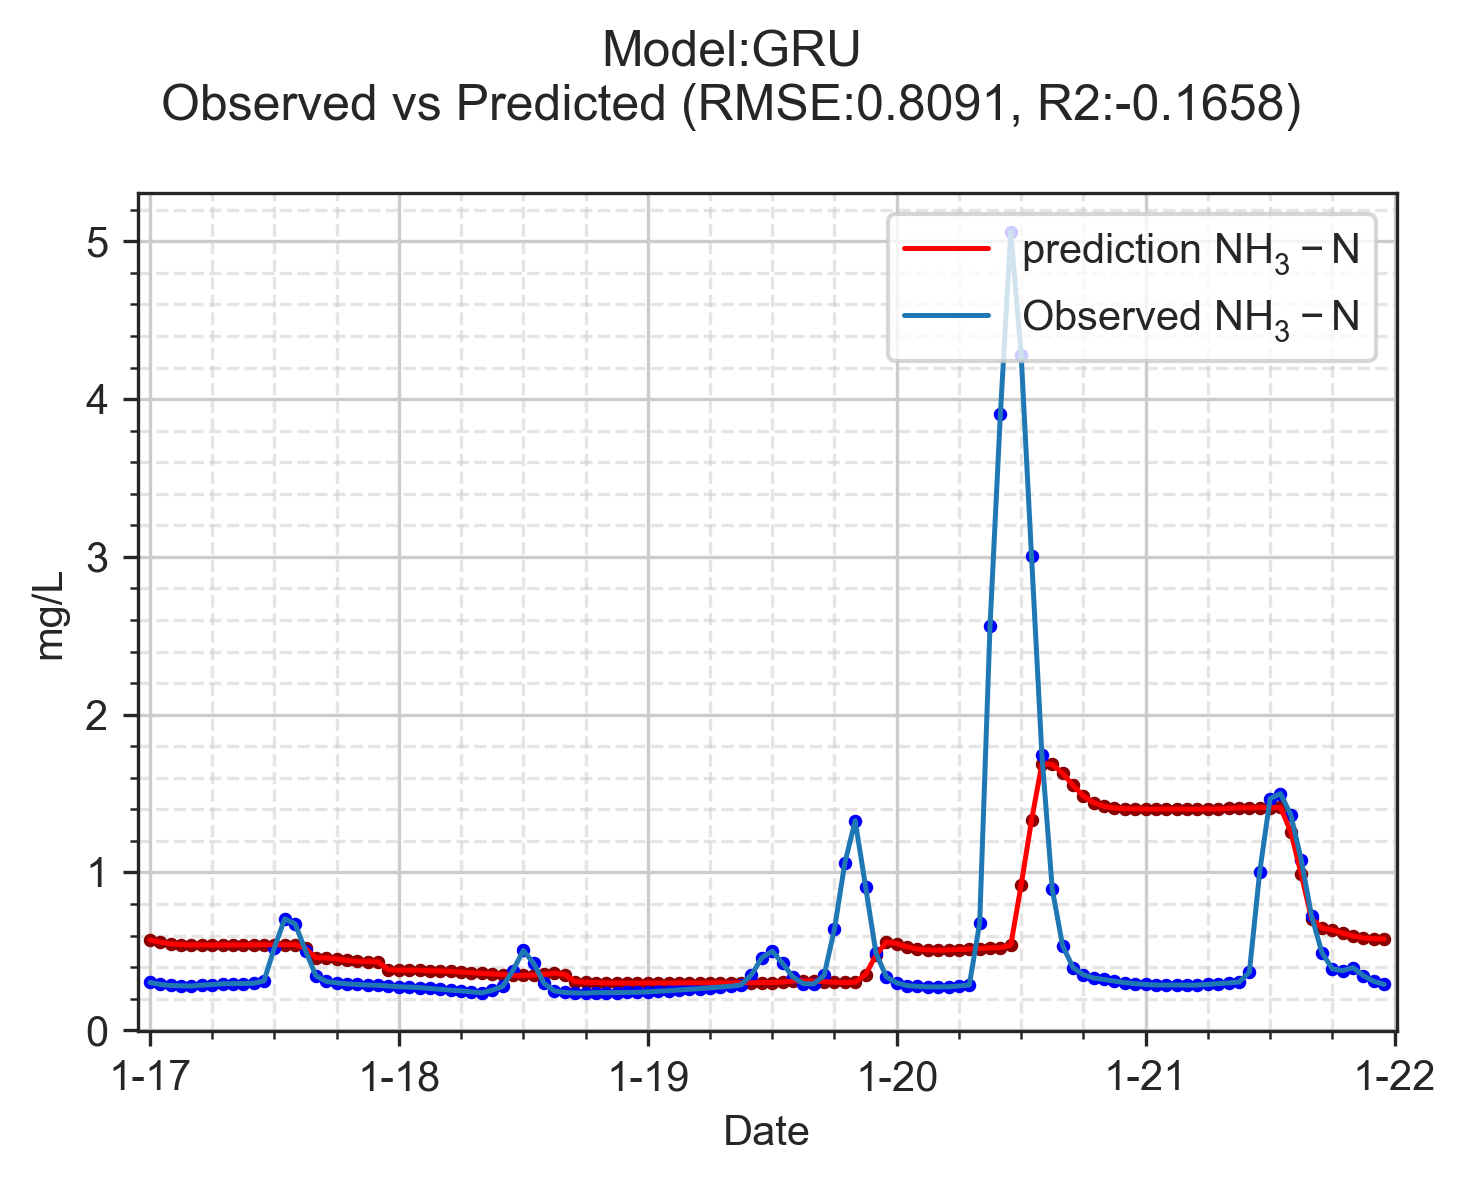 Model:GRU
Observed vs Predicted (RMSE:0.8091, R2:-0.1658)
prediction NH₃ − N
Observed NH₃ − N
5
4
3
2
1
0
mg/L
1-17 1-18 1-19 1-20 1-21 1-22
Date